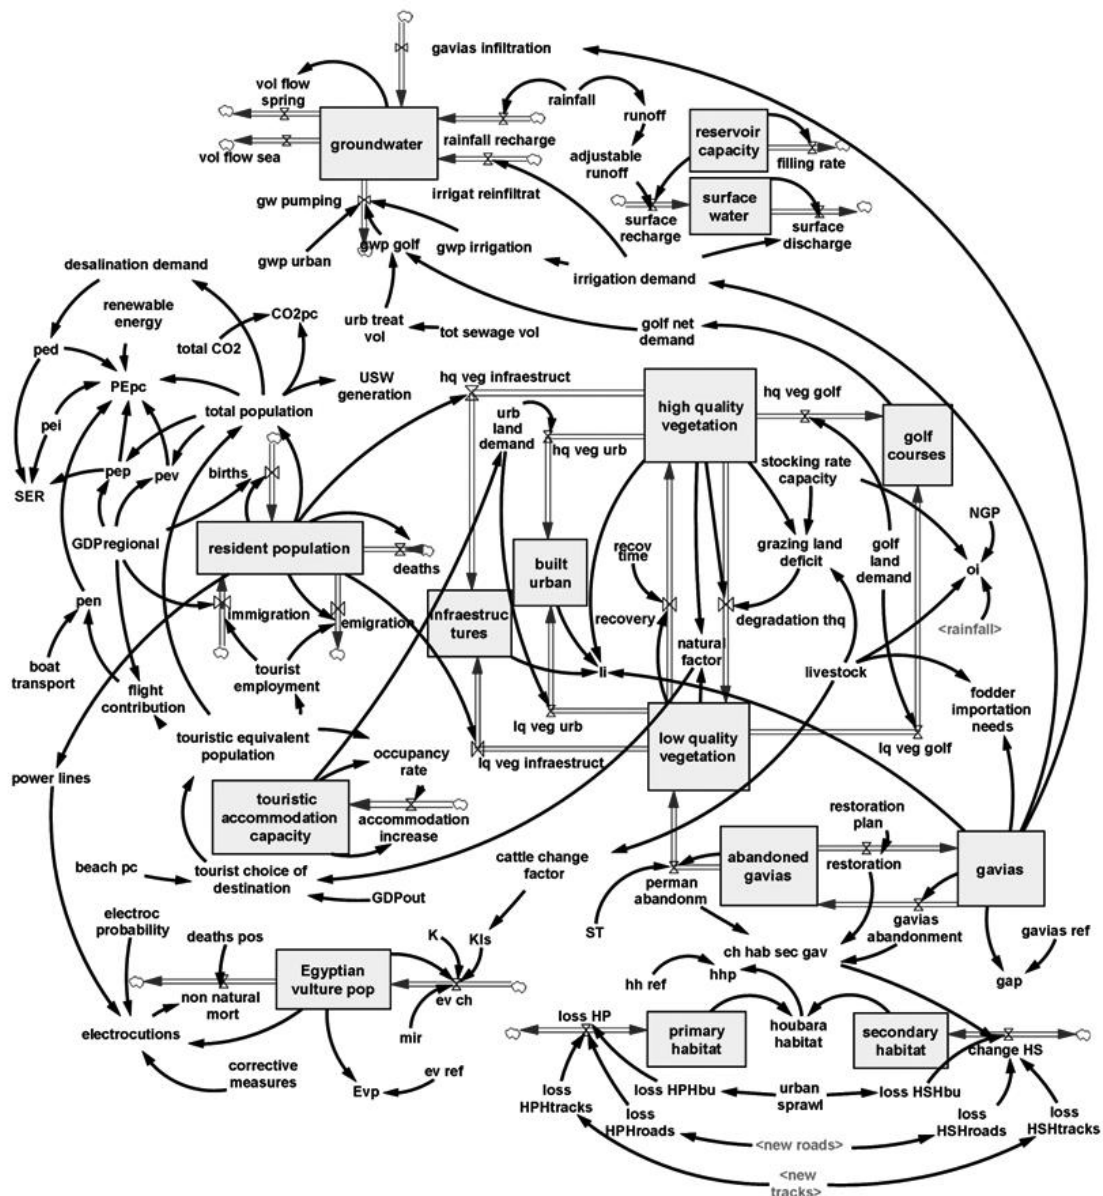 gavias infiltration
vol flow
spring
rainfall
runoff
reservoir
capacity
groundwater
rainfall recharge
vol flow sea
adjustable
runoff
filling rate
gw pumping
irrigat reinfiltrat
surface
water
surface
recharge
surface
discharge
gwp golf
gwp irrigation
gwp urban
desalination demand
irrigation demand
renewable
energy
CO2pc
urb treat
vol
tot sewage vol
golf net
demand
total CO2
ped
PEpc
USW
generation
hq veg infraestruct
high quality
vegetation
hq veg golf
total population
urb
land
demand
golf
courses
pei
hq veg urb
stocking rate
capacity
pep
pev
births
SER
NGP
GDPregional
resident population
deaths
built
urban
recov
time
grazing land
deficit
golf
land
demand
oi
pen
immigration
emigration
infraestruc
tures
recovery
degradation thq
natural
factor
<rainfall>
boat
transport
flight
contribution
tourist
employment
li
livestock
fodder
importation
needs
touristic equivalent
population
lq veg urb
low quality
vegetation
lq veg golf
lq veg infraestruct
power lines
occupancy
rate
touristic
accommodation
capacity
accommodation
increase
restoration
plan
abandoned
gavias
restoration
gavias
beach pc
tourist choice of
destination
cattle change
factor
perman
abandonm
GDPout
electroc
probability
ST
gavias
abandonment
gavias ref
deaths pos
K
Kls
ch hab sec gav
Egyptian
vulture pop
hh ref
hhp
gap
non natural
mort
ev ch
electrocutions
mir
loss HP
primary
habitat
houbara
habitat
secondary
habitat
change HS
corrective
measures
Evp
ev ref
loss
HPHtracks
loss HPHbu
urban
sprawl
loss HSHbu
loss
HPHroads
loss
HSHroads
loss
HSHtracks
<new roads>
<new
tracks>